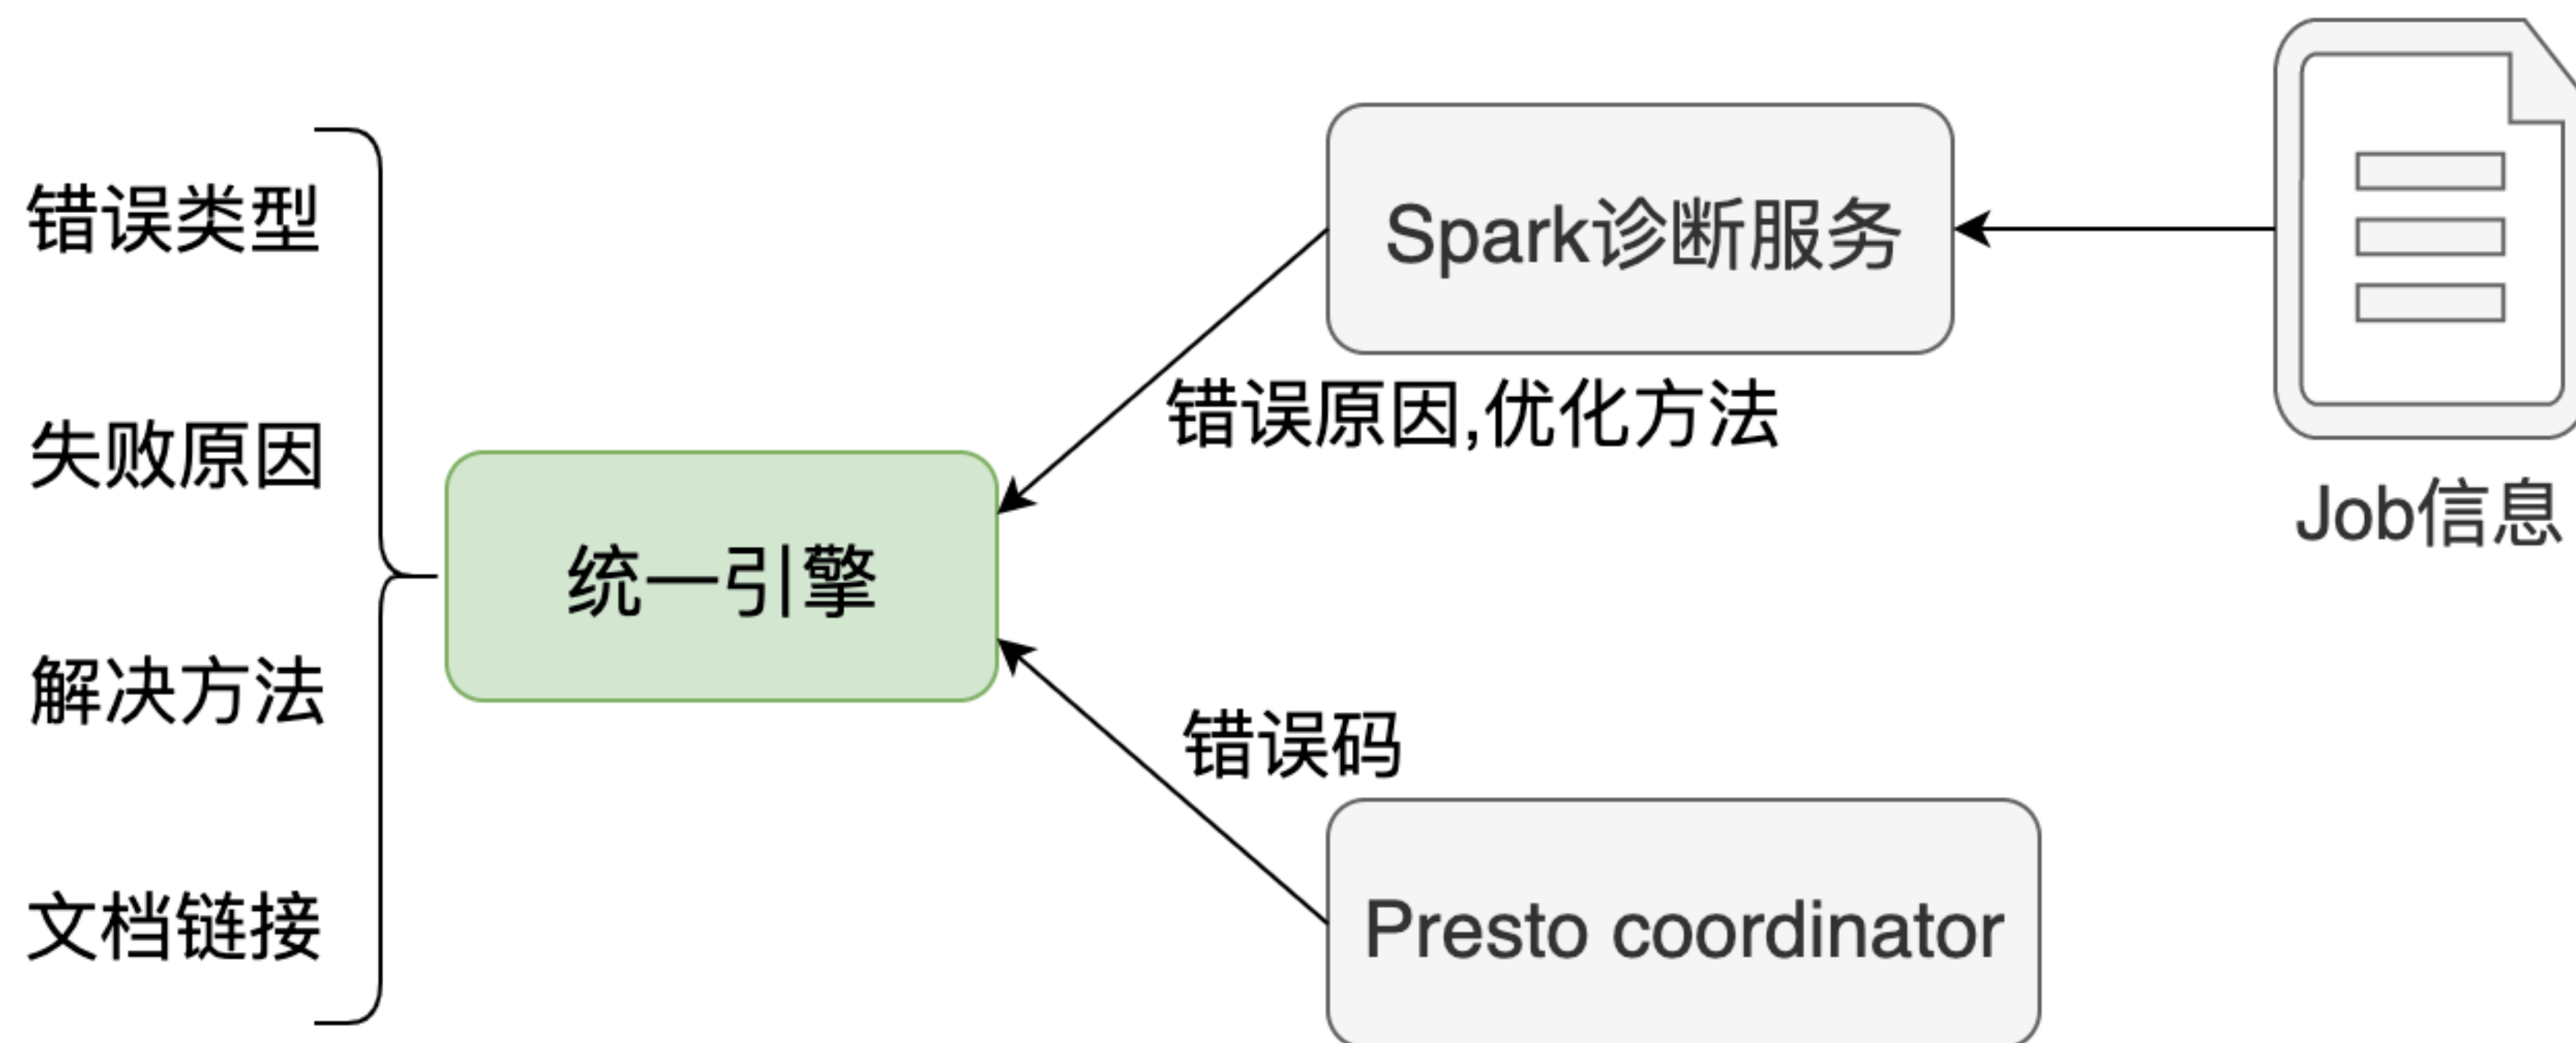 错误类型
失败原因
解决方法
文档链接
统一引擎
Spark诊断服务
错误原因,优化方法
错误码
Presto coordinator
Job信息